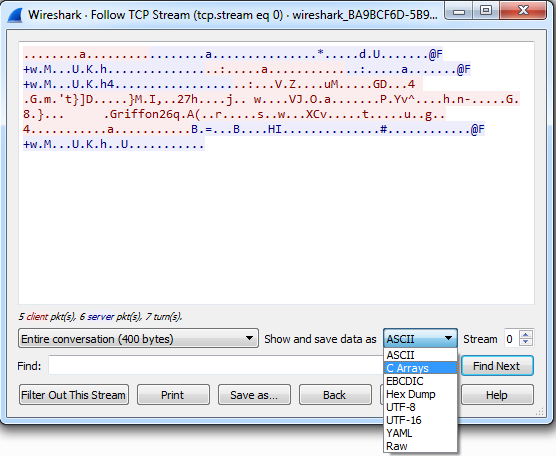 Wireshark · Follow TCP Stream (tcp.stream eq 0) · wireshark_BA9BCF6D-5B9...
........a.........  ........a...............*.....d.U.......@F
+w.M...U.K.h................:.....a............:.....a.......@F
+w.M...U.K.h4...................:...V.Z....uM.....GD...4
.G.m.'t}]D.....}M.I,..27h....j.. w....VJ.O.a.......P.Yv^....h.n-.....G.
8.}...      .Griffon26q.A(..r.....s..w...XCv.....t.....u..g..
4..........a...........B.=...B....HI..............#............@F
+w.M...U.K.h..U...........
5 client pkt(s), 6 server pkt(s), 7 turn(s).
Entire conversation (400 bytes) Show and save data as ASCII Stream 0
ASCII
Find: C Arrays Find Next
EBCDIC
Filter Out This Stream Print Save as... Back Hex Dump Help
UTF-8
UTF-16
YAML
Raw